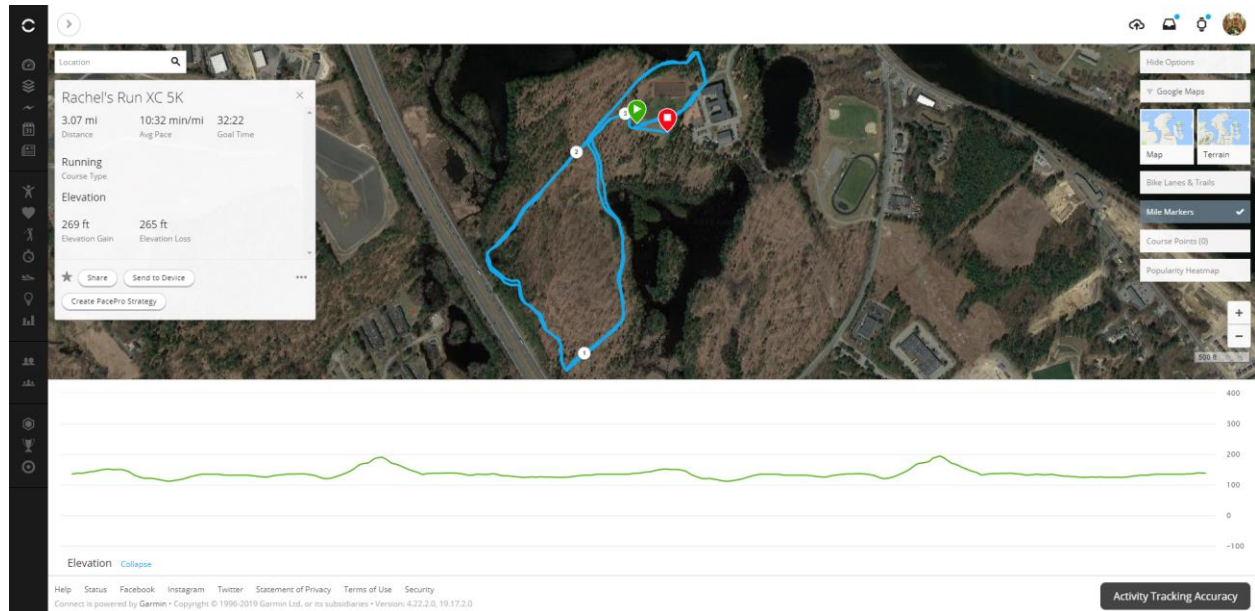 Location
Rachel's Run XC 5K
3.07 mi 10:32 min/mi 32:22
Distance Avg Pace Goal Time
Running
Course Type
Elevation
269 ft 265 ft
Elevation Gain Elevation Loss
Share Send to Device
Create PacePro Strategy
3
2
1
Hide Options
Google Maps
Map Terrain
Bike Lanes & Trails
Mile Markers
Course Points (0)
Popularity Heatmap
+
−
500 ft
400
300
200
100
0
-100
Elevation Collapse
Help Status Facebook Instagram Twitter Statement of Privacy Terms of Use Security
Connect is powered by Garmin • Copyright © 1996-2019 Garmin Ltd. or its subsidiaries • Version: 4.22.2.0, 19.17.2.0
Activity Tracking Accuracy